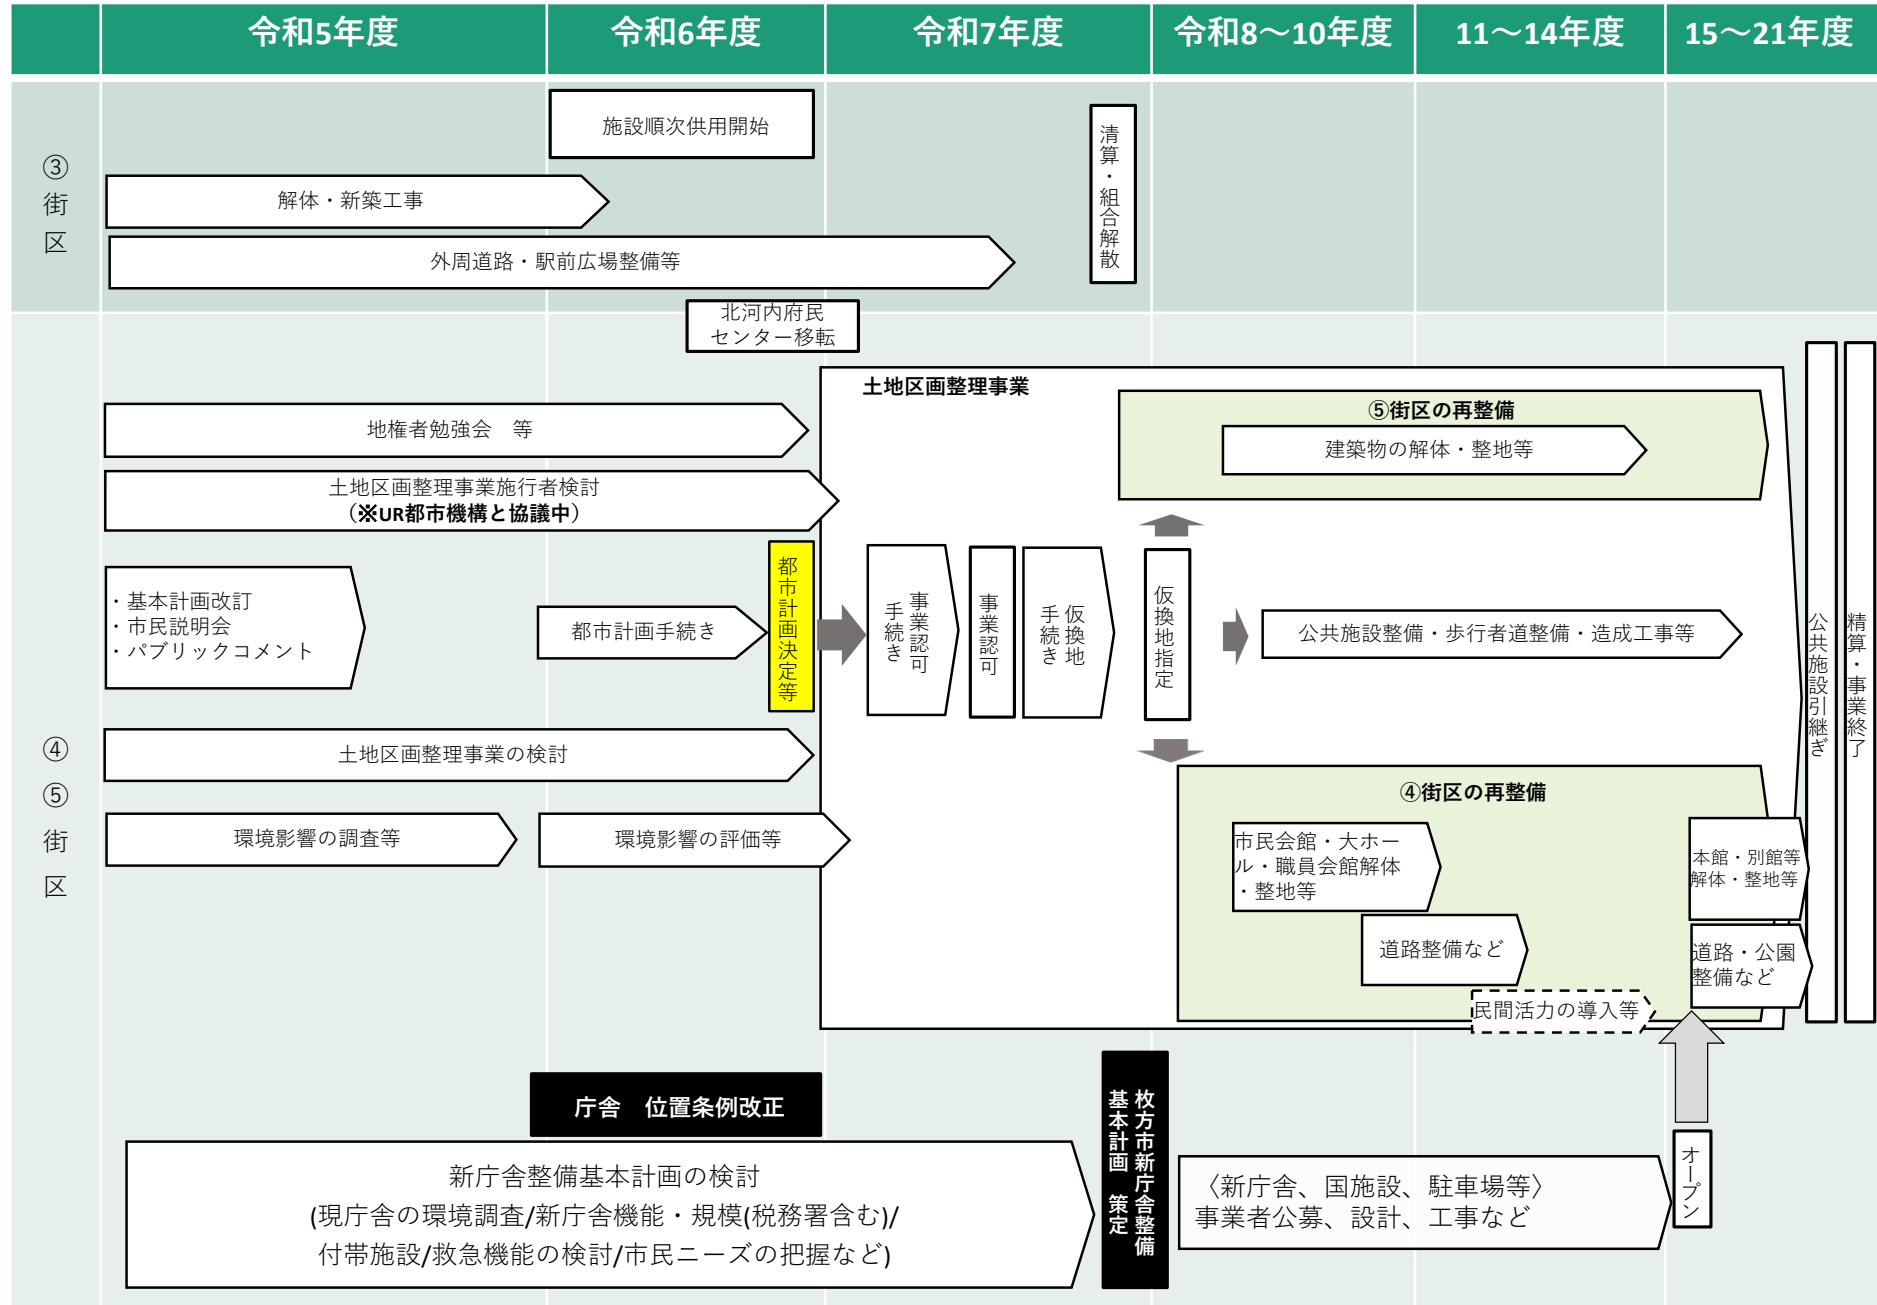 令和5年度
令和6年度
令和7年度
令和8～10年度
11～14年度
15～21年度
③
街
区
施設順次供用開始
解体・新築工事
外周道路・駅前広場整備等
清算・組合解散
北河内府民
センター移転
④
⑤
街
区
地権者勉強会　等
土地区画整理事業施行者検討
（※UR都市機構と協議中）
・基本計画改訂
・市民説明会
・パブリックコメント
都市計画手続き
都市計画決定等
土地区画整理事業の検討
環境影響の調査等
環境影響の評価等
土地区画整理事業
事業認可
手続き
事業認可
仮換地
手続き
仮換地指定
⑤街区の再整備
建築物の解体・整地等
公共施設整備・歩行者道整備・造成工事等
④街区の再整備
市民会館・大ホー
ル・職員会館解体
・整地等
道路整備など
民間活力の導入等
本館・別館等
解体・整地等
道路・公園
整備など
公共施設引継ぎ
精算・事業終了
庁舎　位置条例改正
新庁舎整備基本計画の検討
(現庁舎の環境調査/新庁舎機能・規模(税務署含む)/
付帯施設/救急機能の検討/市民ニーズの把握など)
枚方市新庁舎整備
基本計画　策定
〈新庁舎、国施設、駐車場等〉
事業者公募、設計、工事など
オープン